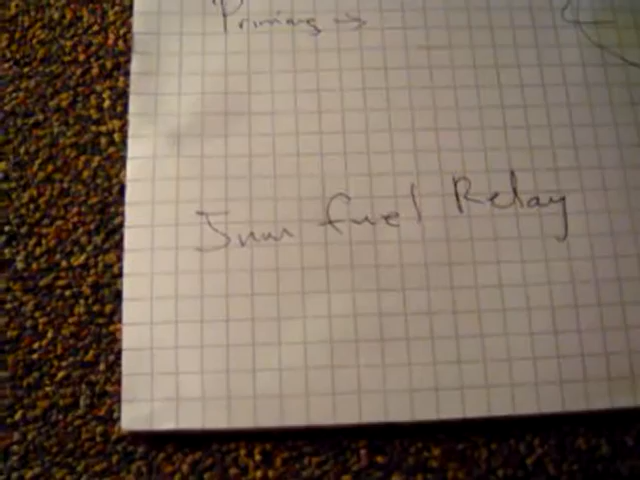 Priming →
fuel Relay